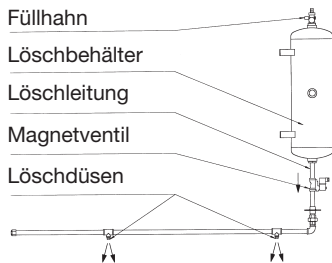 Füllhahn
Löschbehälter
Löschleitung
Magnetventil
Löschdüsen